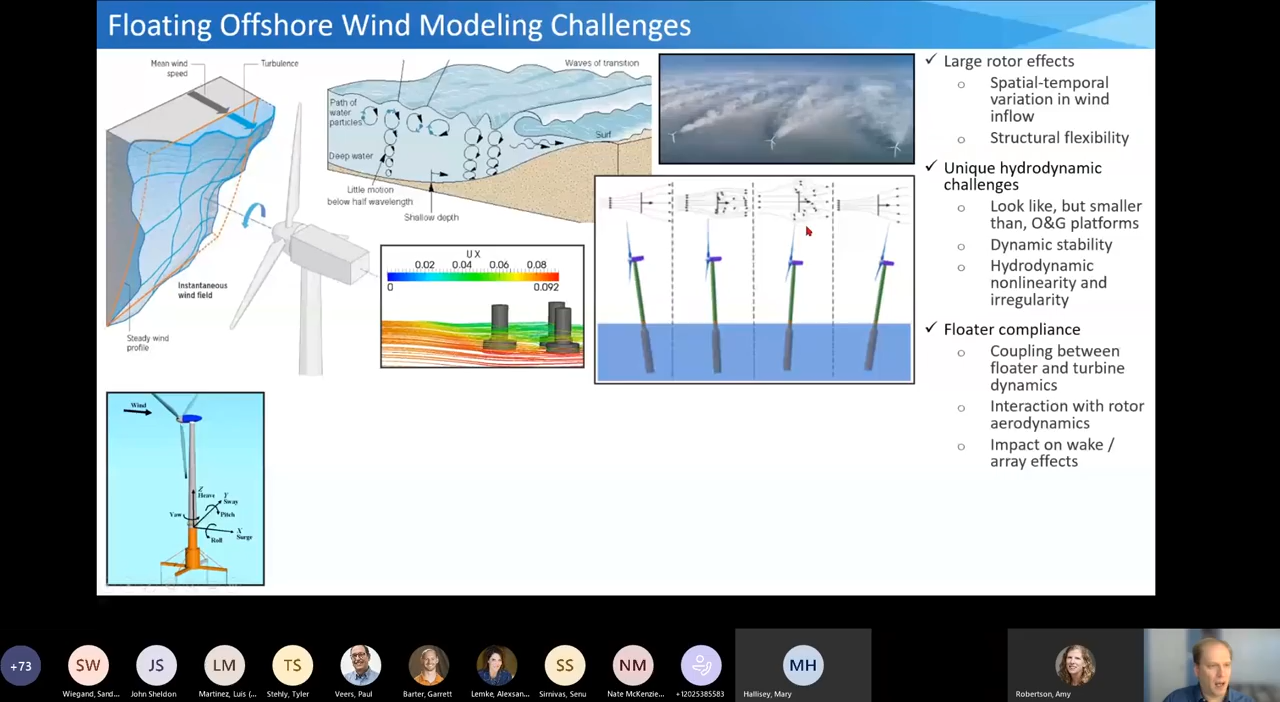 Floating Offshore Wind Modeling Challenges
Mean wind
speed
Turbulence
Instantaneous
wind field
Steady wind
profile
Waves of transition
Path of
water
particles
Surf
Deep water
Little motion
below half wavelength
Shallow depth
U X
0.02 0.04 0.06 0.08
0 0.092
Wind
Z
Heave
Y
Sway
Yaw
Pitch
X
Surge
Roll
✓ Large rotor effects
o Spatial-temporal
variation in wind
inflow
o Structural flexibility
✓ Unique hydrodynamic
challenges
o Look like, but smaller
than, O&G platforms
o Dynamic stability
o Hydrodynamic
nonlinearity and
irregularity
✓ Floater compliance
o Coupling between
floater and turbine
dynamics
o Interaction with rotor
aerodynamics
o Impact on wake /
array effects
+73
SW
Wiegand, Sand...
JS
John Sheldon
LM
Martinez, Luis (...
TS
Stehly, Tyler
Veers, Paul
Barter, Garrett
Lemke, Alexsan...
SS
Sirnivas, Senu
NM
Nate McKenzie...
+12025385583
MH
Hallisey, Mary
Robertson, Amy